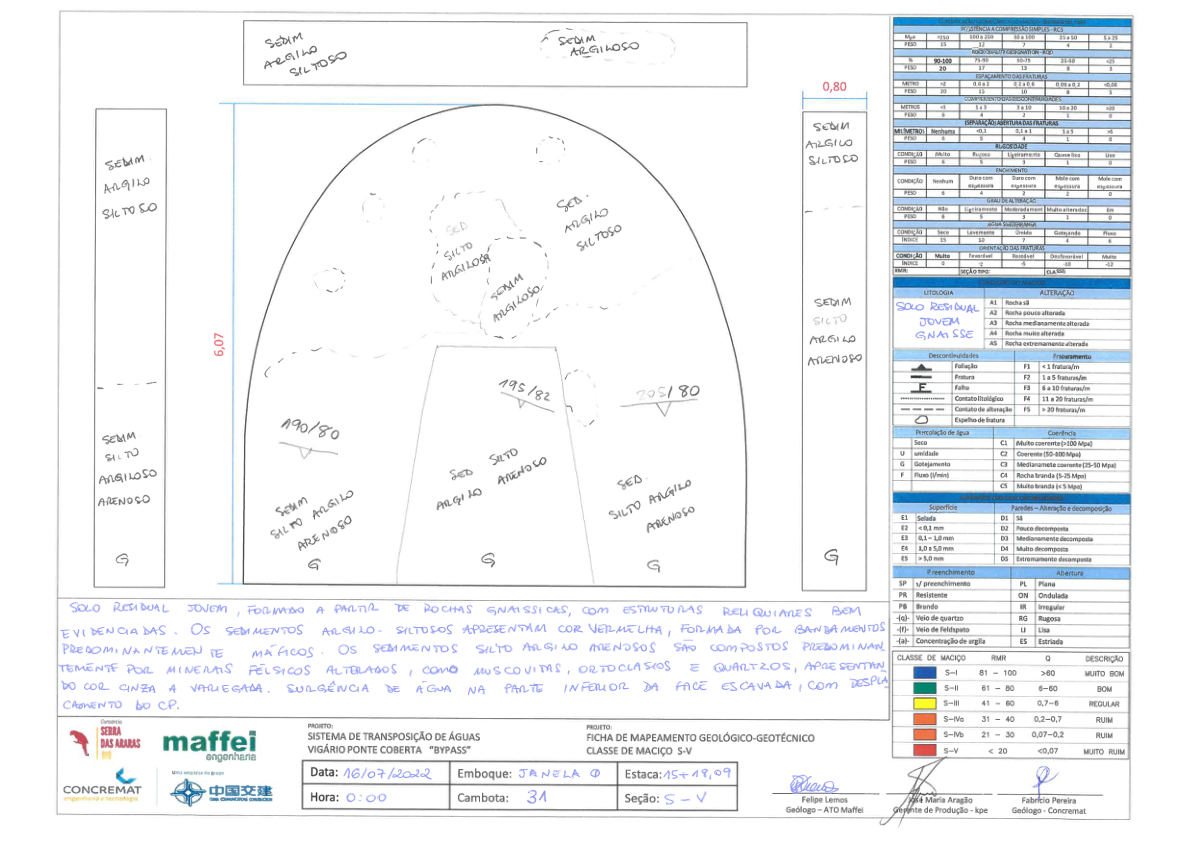 SEDIM
ARGILO
SILTOSO
SEDIM
ARGILOSO
0,80
6,07
SEDIM
ARGILO
SILTOSO
SEDIM
SILTO
ARGILOSO
ARENOSO
G
SED
SILTO
ARGILOSA
SEDIM
ARGILOSO
SED
ARGILO
SILTOSO
190/80
195/82
205/80
SEDIM
SILTO ARGILO
ARENOSO
G
SED SILTO
ARGILO ARENOSO
G
SED
SILTO ARGILO
ARENOSO
G
SEDIM
ARGILO
SILTOSO
SEDIM
SILTO
ARGILO
ARENOSO
G
RESISTÊNCIA A COMPRESSÃO SIMPLES - RCS
Mpa >250 100 a 250 50 a 100 25 a 50 5 a 25
PESO 15 12 7 4 2
% 90-100 75-90 50-75 25-50 <25
PESO 20 17 13 8 3
ESPAÇAMENTO DAS FRATURAS
METRO >2 0,6 a 2 0,2 a 0,6 0,06 a 0,2 <0,06
PESO 20 15 10 8 5
COMPRIMENTO DAS DESCONTINUIDADES
METROS <1 1 a 3 3 a 10 10 a 20 >20
PESO 6 4 2 1 0
(SEPARAÇÃO) ABERTURA DAS FRATURAS
MILÍMETROS Nenhuma <0,1 0,1 a 1 1 a 5 >5
PESO 6 5 4 1 0
RUGOSIDADE
CONDIÇÃO Muito Rugoso Ligeiramente Quase liso Liso
PESO 6 5 3 1 0
ENCHIMENTO
CONDIÇÃO Nenhum Duro com espessura Duro com espessura Mole com espessura Mole com espessura
PESO 6 4 2 2 0
GRAU DE ALTERAÇÃO
CONDIÇÃO Não Ligeiramente Moderadament Muito alterados Em
PESO 6 5 3 1 0
ÁGUA SUBTERRÂNEA
CONDIÇÃO Seco Levemente Úmido Gotejando Fluxo
ÍNDICE 15 10 7 4 0
ORIENTAÇÃO DAS FRATURAS
CONDIÇÃO Muito Favorável Razoável Desfavorável Muito
ÍNDICE 0 -2 -5 -10 -12
RMR: SEÇÃO TIPO: CLASSE:
LITOLOGIA ALTERAÇÃO
SOLO RESIDUAL
JOVEM
GNAISSE
A1 Rocha sã
A2 Rocha pouco alterada
A3 Rocha medianamente alterada
A4 Rocha muito alterada
A5 Rocha extremamente alterada
Descontinuidades Fraturamento
Foliação F1 < 1 fratura/m
Fratura F2 1 a 5 fraturas/m
F Falha F3 6 a 10 fraturas/m
Contato litológico F4 11 a 20 fraturas/m
Contato de alteração F5 > 20 fraturas/m
Espelho de fratura
Percolação de água Coerência
Seco C1 Muito coerente (>100 Mpa)
U umidade C2 Coerente (50-100 Mpa)
G Gotejamento C3 Medianamete coerente (25-50 Mpa)
F Fluxo (l/min) C4 Rocha branda (5-25 Mpa)
C5 Muito branda (< 5 Mpa)
Superfície Paredes – Alteração e decomposição
E1 Selada D1 Sã
E2 < 0,1 mm D2 Pouco decomposta
E3 0,1 – 1,0 mm D3 Medianamente decomposta
E4 1,0 a 5,0 mm D4 Muito decomposta
E5 > 5,0 mm D5 Extremamente decomposta
Preenchimento Abertura
SP s/ preenchimento PL Plana
PR Resistente ON Ondulada
PB Brando IR Irregular
-(q)- Veio de quartzo RG Rugosa
-(f)- Veio de Feldspato LI Lisa
-(a)- Concentração de argila ES Estriada
CLASSE DE MACIÇO RMR Q DESCRIÇÃO
S-I 81 – 100 >60 MUITO BOM
S-II 61 – 80 6-60 BOM
S-III 41 – 60 0,7-6 REGULAR
S-IVa 31 – 40 0,2-0,7 RUIM
S-IVb 21 – 30 0,07-0,2 RUIM
S-V < 20 <0,07 MUITO RUIM
SOLO RESIDUAL JOVEM, FORMADO A PARTIR DE ROCHAS GNAISSICAS, COM ESTRUTURAS RELIQUIARES BEM
EVIDENCIADAS. OS SEDIMENTOS ARGILO-SILTOSOS APRESENTAM COR VERMELHA, FORMADA POR BANDAMENTOS
PREDOMINANTEMENTE MÁFICOS. OS SEDIMENTOS SILTO ARGILO ARENOSOS SÃO COMPOSTOS PREDOMINAN
TEMENTE POR MINERAIS FÉLSICOS ALTERADOS, COMO MUSCOVITAS, ORTOCLÁSIOS E QUARTZOS, APRESENTAN
DO COR CINZA A VARIEGADA. SURGÊNCIA DE ÁGUA NA PARTE INFERIOR DA FACE ESCAVADA, COM DESPLA
CAMENTO DO CP.
Consórcio
SERRA
DAS ARARAS
maffei
engenharia
CONCREMAT
engenharia e tecnologia
Uma empresa do grupo
中国交建
PROJETO:
SISTEMA DE TRANSPOSIÇÃO DE ÁGUAS
VIGÁRIO PONTE COBERTA "BYPASS"
PROJETO:
FICHA DE MAPEAMENTO GEOLÓGICO-GEOTÉCNICO
CLASSE DE MACIÇO S-V
Data: 16/07/2022 Emboque: JANELA 1 Estaca: 15+18,09
Hora: 0:00 Cambota: 31 Seção: S-V
Felipe Lemos
Geólogo – ATO Maffei
José Maria Aragão
Gerente de Produção - kpe
Fabrício Pereira
Geólogo - Concremat